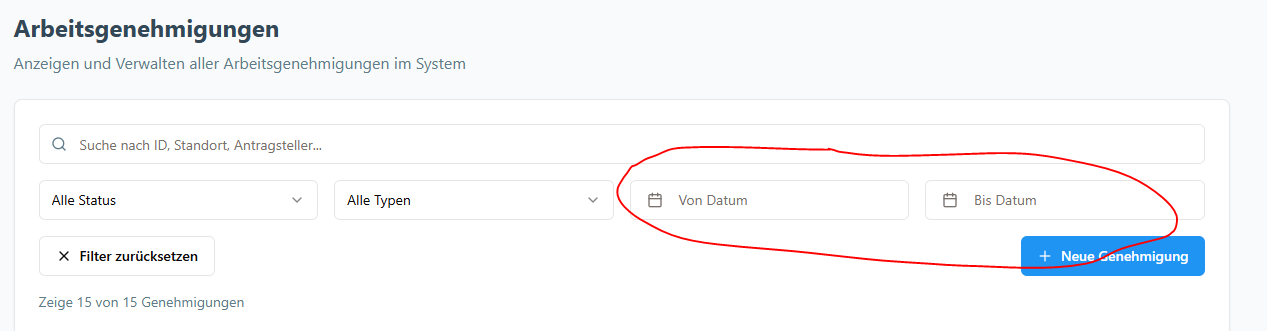 Arbeitsgenehmigungen
Anzeigen und Verwalten aller Arbeitsgenehmigungen im System
Suche nach ID, Standort, Antragsteller...
Alle Status
Alle Typen
Von Datum
Bis Datum
Filter zurücksetzen
Neue Genehmigung
Zeige 15 von 15 Genehmigungen